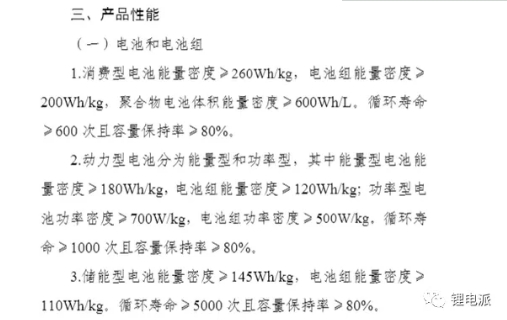 三、产品性能
（一）电池和电池组
1.消费型电池能量密度≥260Wh/kg，电池组能量密度≥
200Wh/kg，聚合物电池体积能量密度≥600Wh/L。循环寿命
≥600 次且容量保持率≥80%。
2.动力型电池分为能量型和功率型，其中能量型电池能
量密度≥180Wh/kg，电池组能量密度≥120Wh/kg；功率型电
池功率密度≥700W/kg，电池组功率密度≥500W/kg。循环寿
命≥1000 次且容量保持率≥80%。
3.储能型电池能量密度≥145Wh/kg，电池组能量密度≥
110Wh/kg。循环寿命≥5000 次且容量保持率≥80%。
锂电派